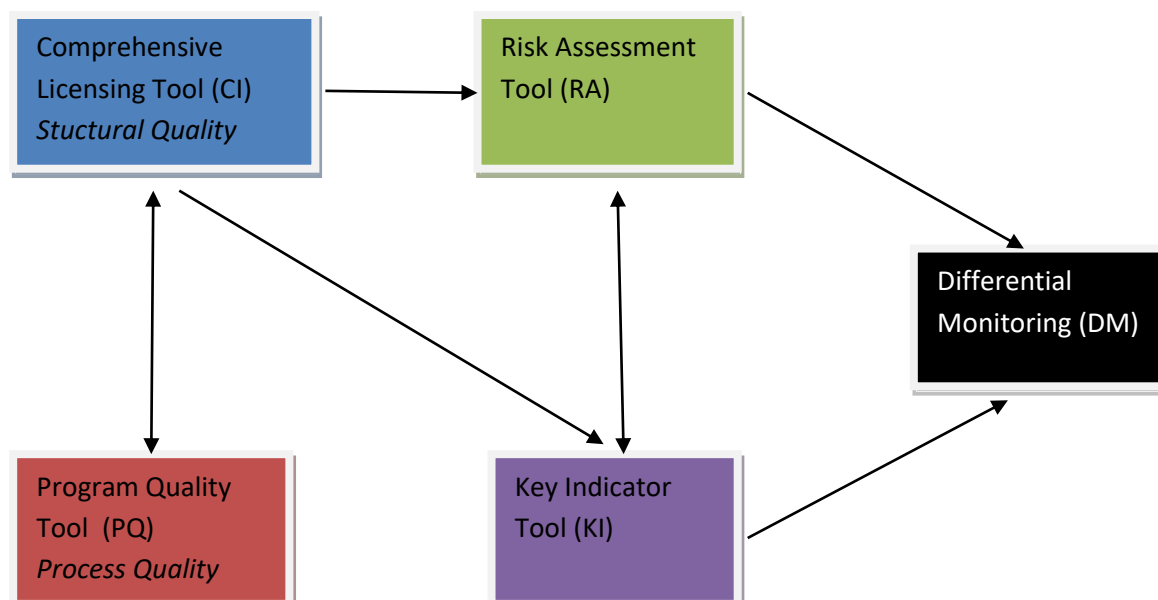 Comprehensive
Licensing Tool (CI)
Stuctural Quality
Risk Assessment
Tool (RA)
Differential
Monitoring (DM)
Program Quality
Tool  (PQ)
Process Quality
Key Indicator
Tool (KI)